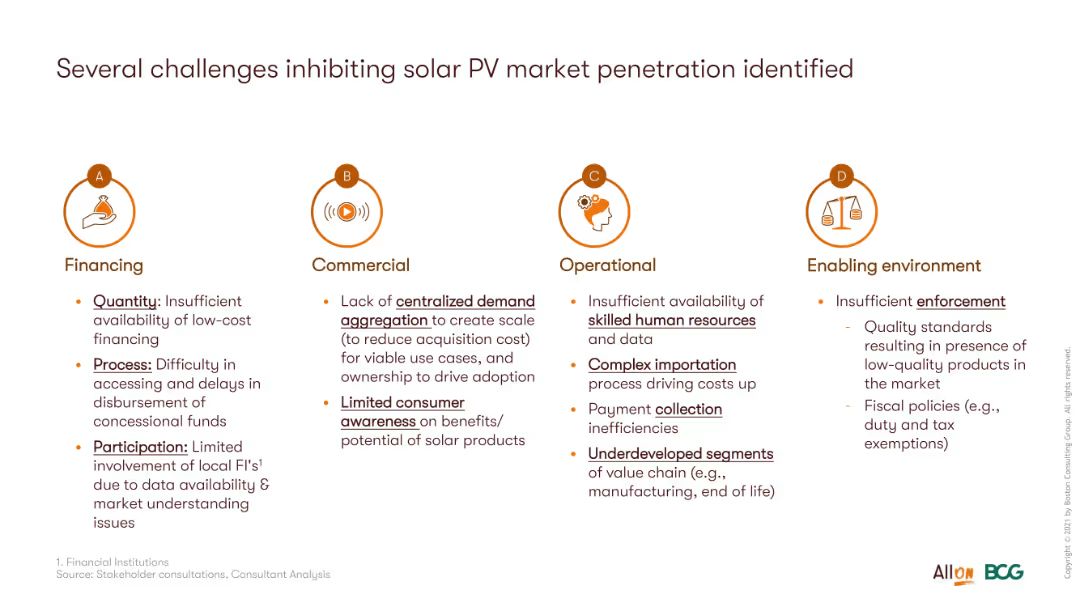 Several challenges inhibiting solar PV market penetration identified
A
Financing
• Quantity: Insufficient
availability of low-cost
financing
• Process: Difficulty in
accessing and delays in
disbursement of
concessional funds
• Participation: Limited
involvement of local FI's¹
due to data availability &
market understanding
issues
B
Commercial
• Lack of centralized demand
aggregation to create scale
(to reduce acquisition cost)
for viable use cases, and
ownership to drive adoption
• Limited consumer
awareness on benefits/
potential of solar products
C
Operational
• Insufficient availability of
skilled human resources
and data
• Complex importation
process driving costs up
• Payment collection
inefficiencies
• Underdeveloped segments
of value chain (e.g.,
manufacturing, end of life)
D
Enabling environment
• Insufficient enforcement
- Quality standards
resulting in presence of
low-quality products in
the market
- Fiscal policies (e.g.,
duty and tax
exemptions)
1. Financial Institutions
Source: Stakeholder consultations, Consultant Analysis
All on
BCG
Copyright © 2021 by Boston Consulting Group. All rights reserved.